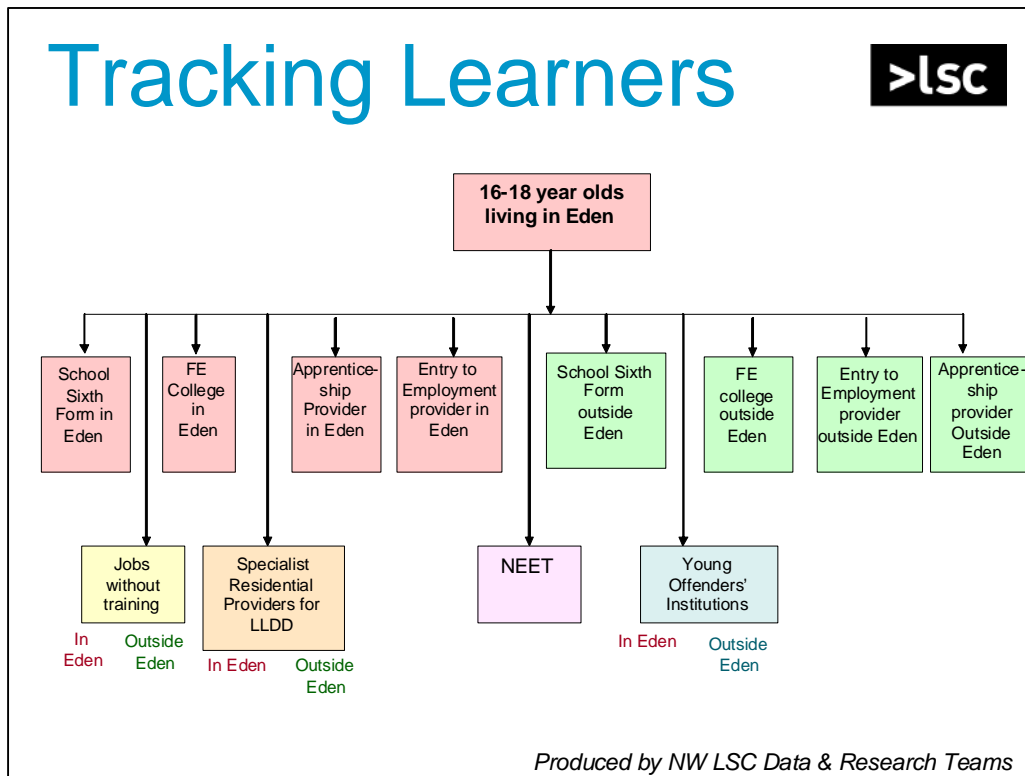 Tracking Learners
>lsc
16-18 year olds
living in Eden
School
Sixth
Form in
Eden
FE
College
in
Eden
Apprentice-
ship
Provider
in Eden
Entry to
Employment
provider in
Eden
School Sixth
Form
outside
Eden
FE
college
outside
Eden
Entry to
Employment
provider
outside Eden
Apprentice-
ship
provider
Outside
Eden
Jobs
without
training
In
Eden
Outside
Eden
Specialist
Residential
Providers for
LLDD
In Eden
Outside
Eden
NEET
Young
Offenders'
Institutions
In Eden
Outside
Eden
Produced by NW LSC Data & Research Teams